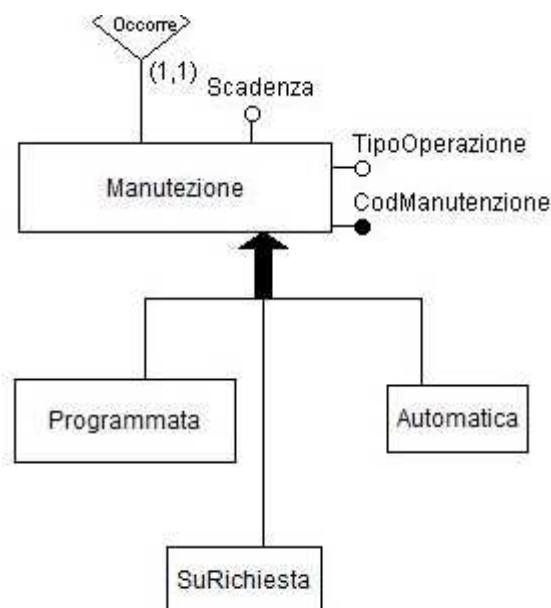 Occorre
(1,1)
Scadenza
TipoOperazione
Manutezione
CodManutenzione
Programmata
Automatica
SuRichiesta